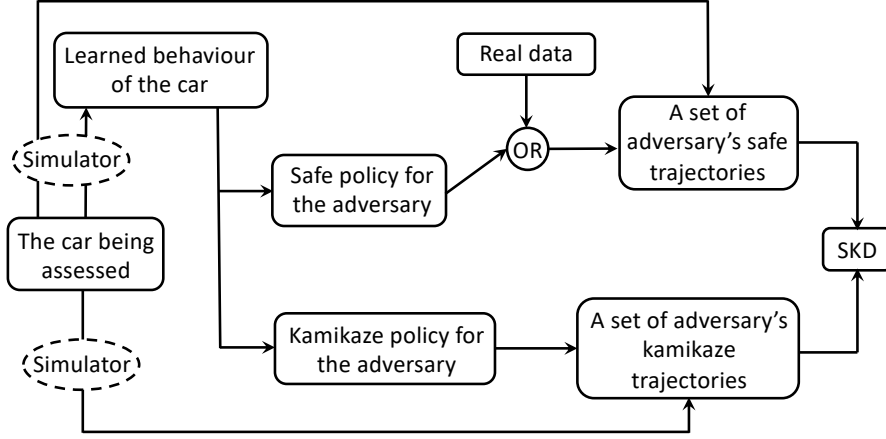 Learned behaviour
of the car
Real data
A set of
adversary’s safe
trajectories
OR
Simulator
Safe policy for
the adversary
The car being
assessed
SKD
Kamikaze policy for
the adversary
A set of adversary’s
kamikaze
trajectories
Simulator